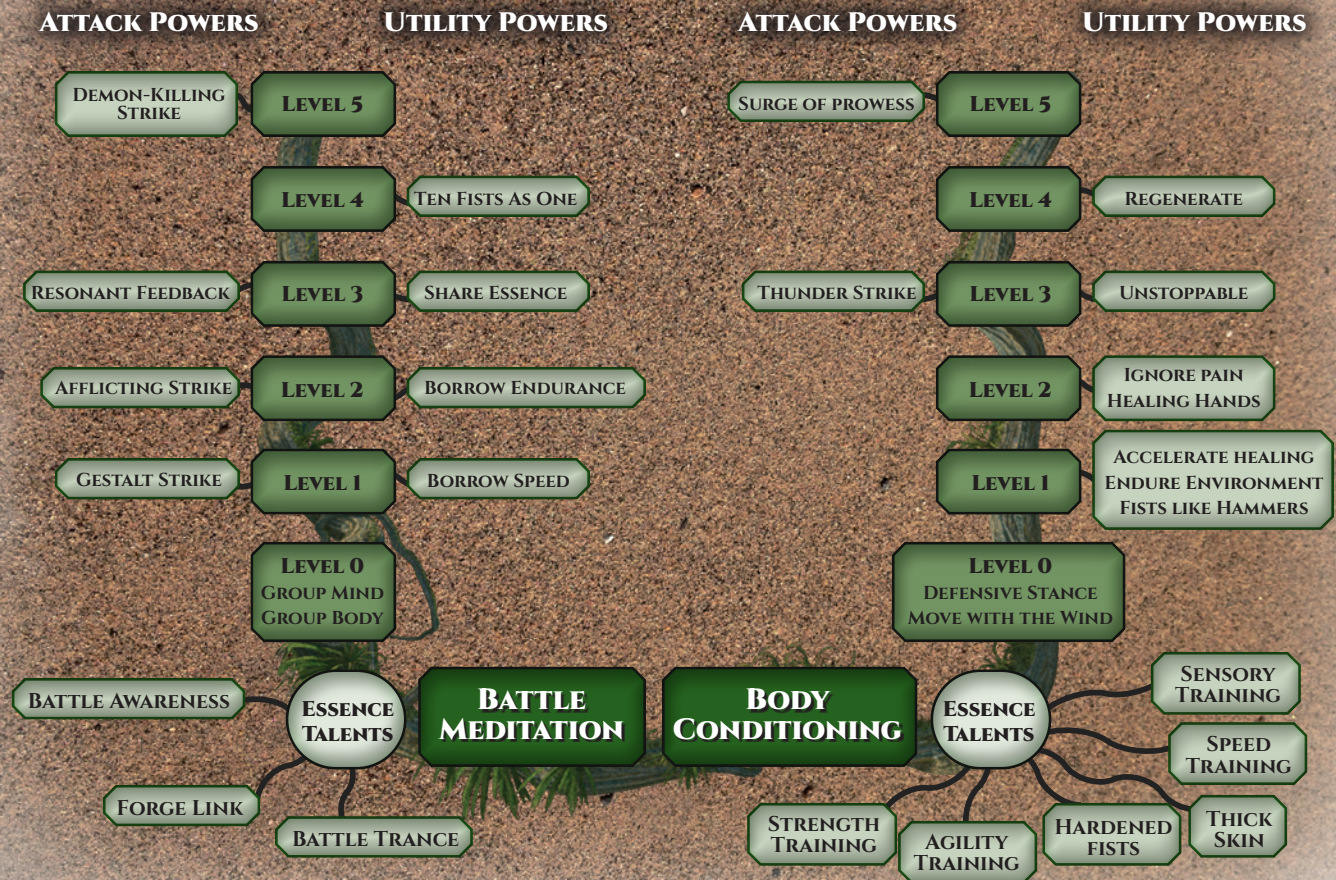 Attack Powers
Utility Powers
Attack Powers
Utility Powers
Demon-Killing
Strike
Level 5
Level 4
Ten Fists As One
Resonant Feedback
Level 3
Share Essence
Afflicting Strike
Level 2
Borrow Endurance
Gestalt Strike
Level 1
Borrow Speed
Level 0
Group Mind
Group Body
Battle Awareness
Essence
Talents
Battle
Meditation
Forge Link
Battle Trance
Surge of prowess
Level 5
Level 4
Regenerate
Thunder Strike
Level 3
Unstoppable
Level 2
Ignore pain
Healing Hands
Level 1
Accelerate healing
Endure Environment
Fists like Hammers
Level 0
Defensive Stance
Move with the Wind
Body
Conditioning
Essence
Talents
Sensory
Training
Speed
Training
Strength
Training
Agility
Training
Hardened
fists
Thick
Skin